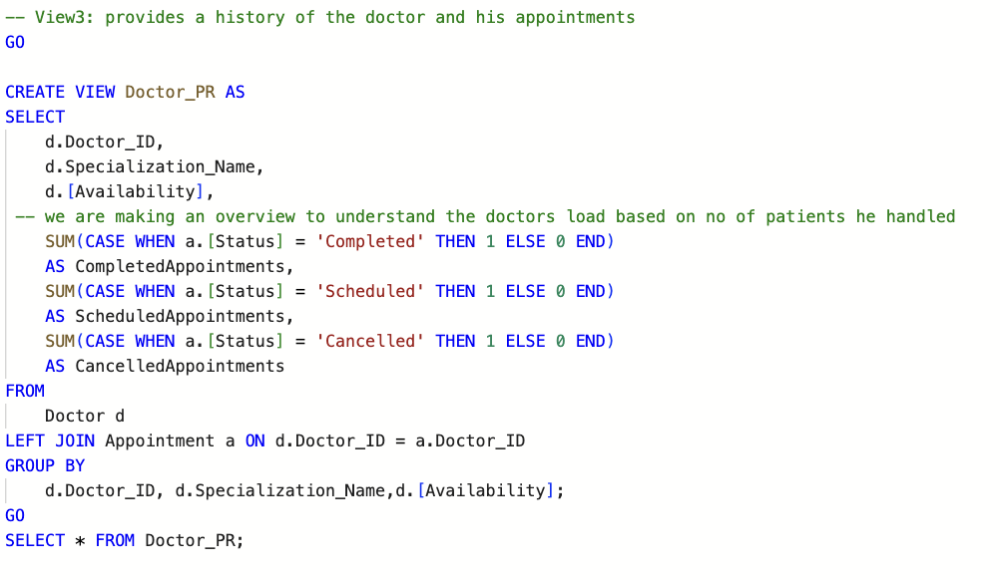 -- View3: provides a history of the doctor and his appointments
GO
CREATE VIEW Doctor_PR AS
SELECT
d.Doctor_ID,
d.Specialization_Name,
d.[Availability],
-- we are making an overview to understand the doctors load based on no of patients he handled
SUM(CASE WHEN a.[Status] = 'Completed' THEN 1 ELSE 0 END)
AS CompletedAppointments,
SUM(CASE WHEN a.[Status] = 'Scheduled' THEN 1 ELSE 0 END)
AS ScheduledAppointments,
SUM(CASE WHEN a.[Status] = 'Cancelled' THEN 1 ELSE 0 END)
AS CancelledAppointments
FROM
Doctor d
LEFT JOIN Appointment a ON d.Doctor_ID = a.Doctor_ID
GROUP BY
d.Doctor_ID, d.Specialization_Name,d.[Availability];
GO
SELECT * FROM Doctor_PR;